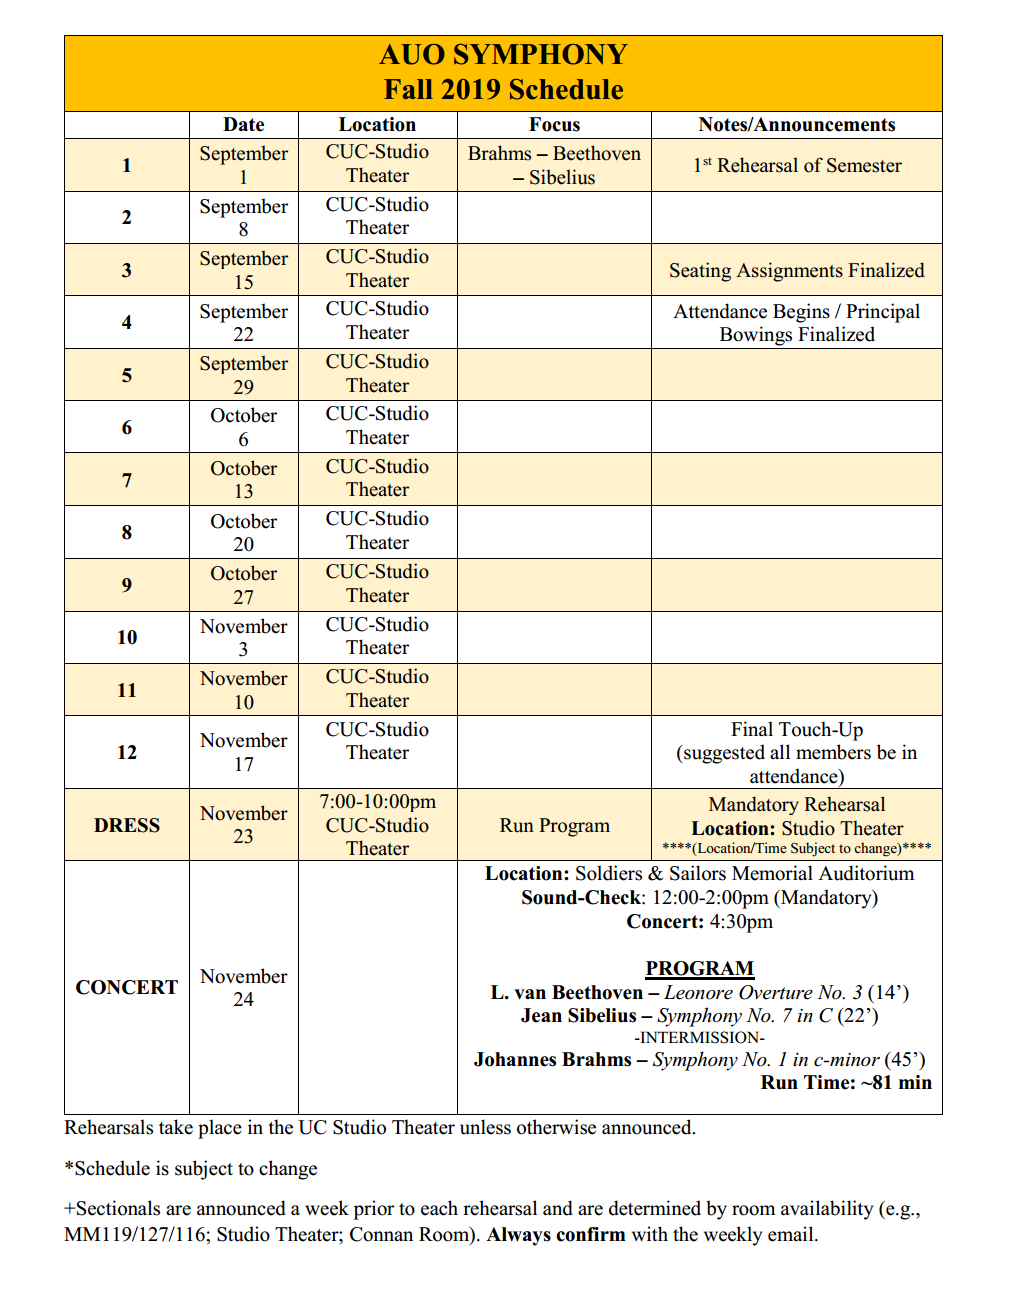 AUO SYMPHONY
Fall 2019 Schedule
Date Location Focus Notes/Announcements
1 September 1 CUC-Studio Theater Brahms – Beethoven – Sibelius 1st Rehearsal of Semester
2 September 8 CUC-Studio Theater
3 September 15 CUC-Studio Theater Seating Assignments Finalized
4 September 22 CUC-Studio Theater Attendance Begins / Principal Bowings Finalized
5 September 29 CUC-Studio Theater
6 October 6 CUC-Studio Theater
7 October 13 CUC-Studio Theater
8 October 20 CUC-Studio Theater
9 October 27 CUC-Studio Theater
10 November 3 CUC-Studio Theater
11 November 10 CUC-Studio Theater
12 November 17 CUC-Studio Theater Final Touch-Up (suggested all members be in attendance)
DRESS November 23 7:00-10:00pm CUC-Studio Theater Run Program Mandatory Rehearsal Location: Studio Theater ****(Location/Time Subject to change)****
CONCERT November 24
Location: Soldiers & Sailors Memorial Auditorium
Sound-Check: 12:00-2:00pm (Mandatory)
Concert: 4:30pm
PROGRAM
L. van Beethoven – Leonore Overture No. 3 (14’)
Jean Sibelius – Symphony No. 7 in C (22’)
-INTERMISSION-
Johannes Brahms – Symphony No. 1 in c-minor (45’)
Run Time: ~81 min
Rehearsals take place in the UC Studio Theater unless otherwise announced.
*Schedule is subject to change
+Sectionals are announced a week prior to each rehearsal and are determined by room availability (e.g.,
MM119/127/116; Studio Theater; Connan Room). Always confirm with the weekly email.